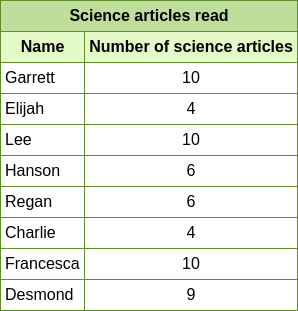 Science articles read
Name Number of science articles
Garrett 10
Elijah 4
Lee 10
Hanson 6
Regan 6
Charlie 4
Francesca 10
Desmond 9